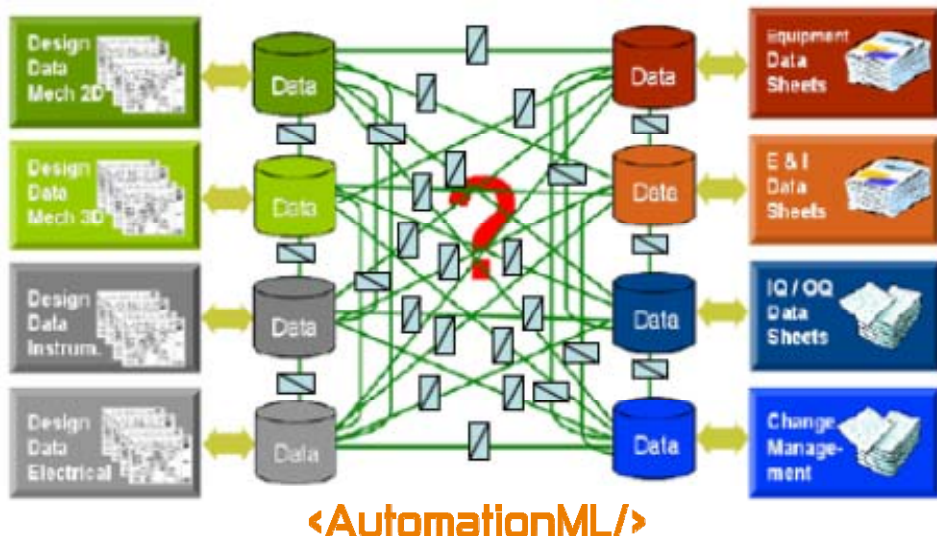 Design
Data
Mech 2D
Data
Data
Equipment
Data
Sheets
Design
Data
Mech 3D
Data
Data
E & I
Data
Sheets
?
Design
Data
Instrum.
Data
Data
IQ / OQ
Data
Sheets
Design
Data
Electrical
Data
Data
Change
Manage-
ment
<AutomationML/>